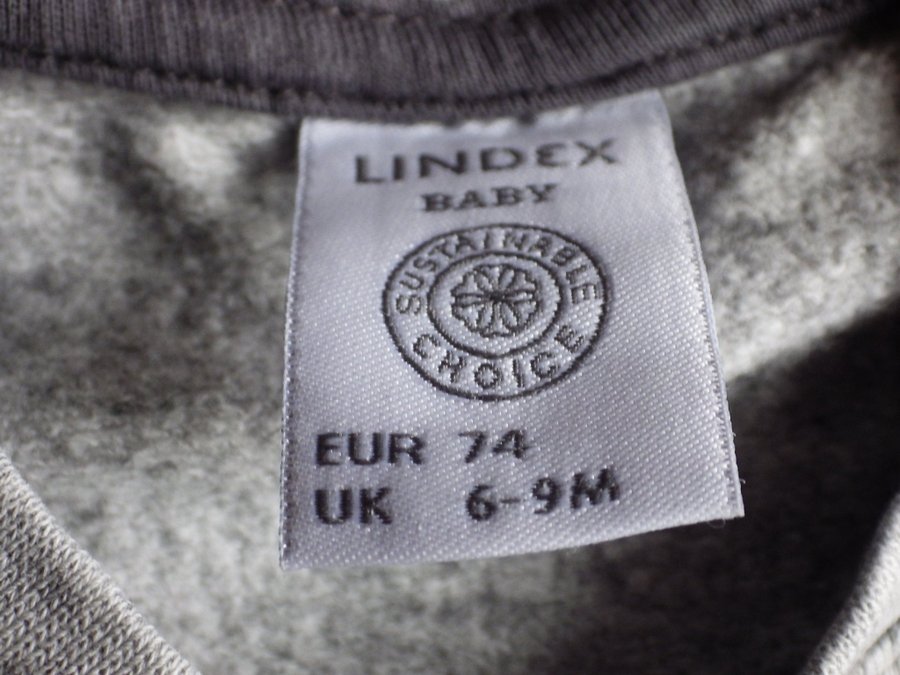 LINDEX
BABY
SUSTAINABLE
CHOICE
EUR 74
UK 6-9M